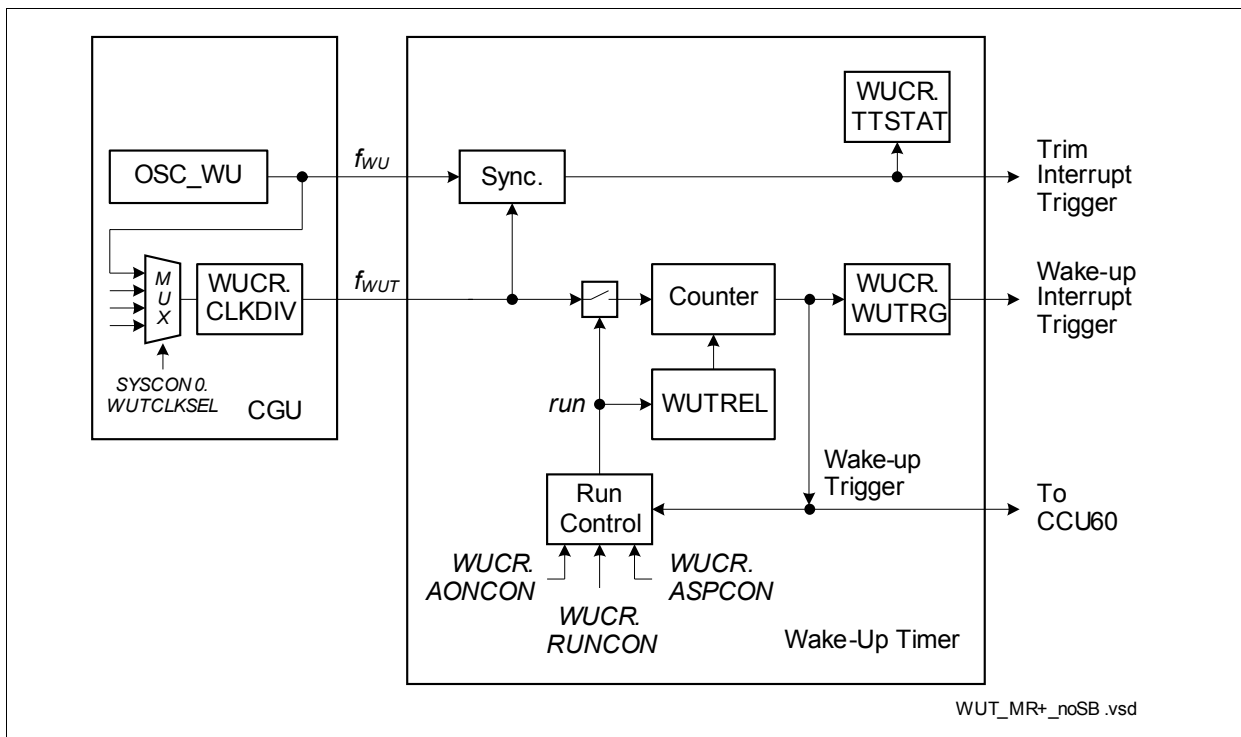 WUCR.
TTSTAT
OSC_WU
fWU
Sync.
Trim
Interrupt
Trigger
M
U
X
WUCR.
CLKDIV
fWUT
Counter
WUCR.
WUTRG
Wake-up
Interrupt
Trigger
SYSCON 0.
WUTCLKSEL
CGU
run
WUTREL
Wake-up
Trigger
Run
Control
To
CCU60
WUCR.
AONCON
WUCR.
RUNCON
WUCR.
ASPCON
Wake-Up Timer
WUT_MR+_noSB .vsd